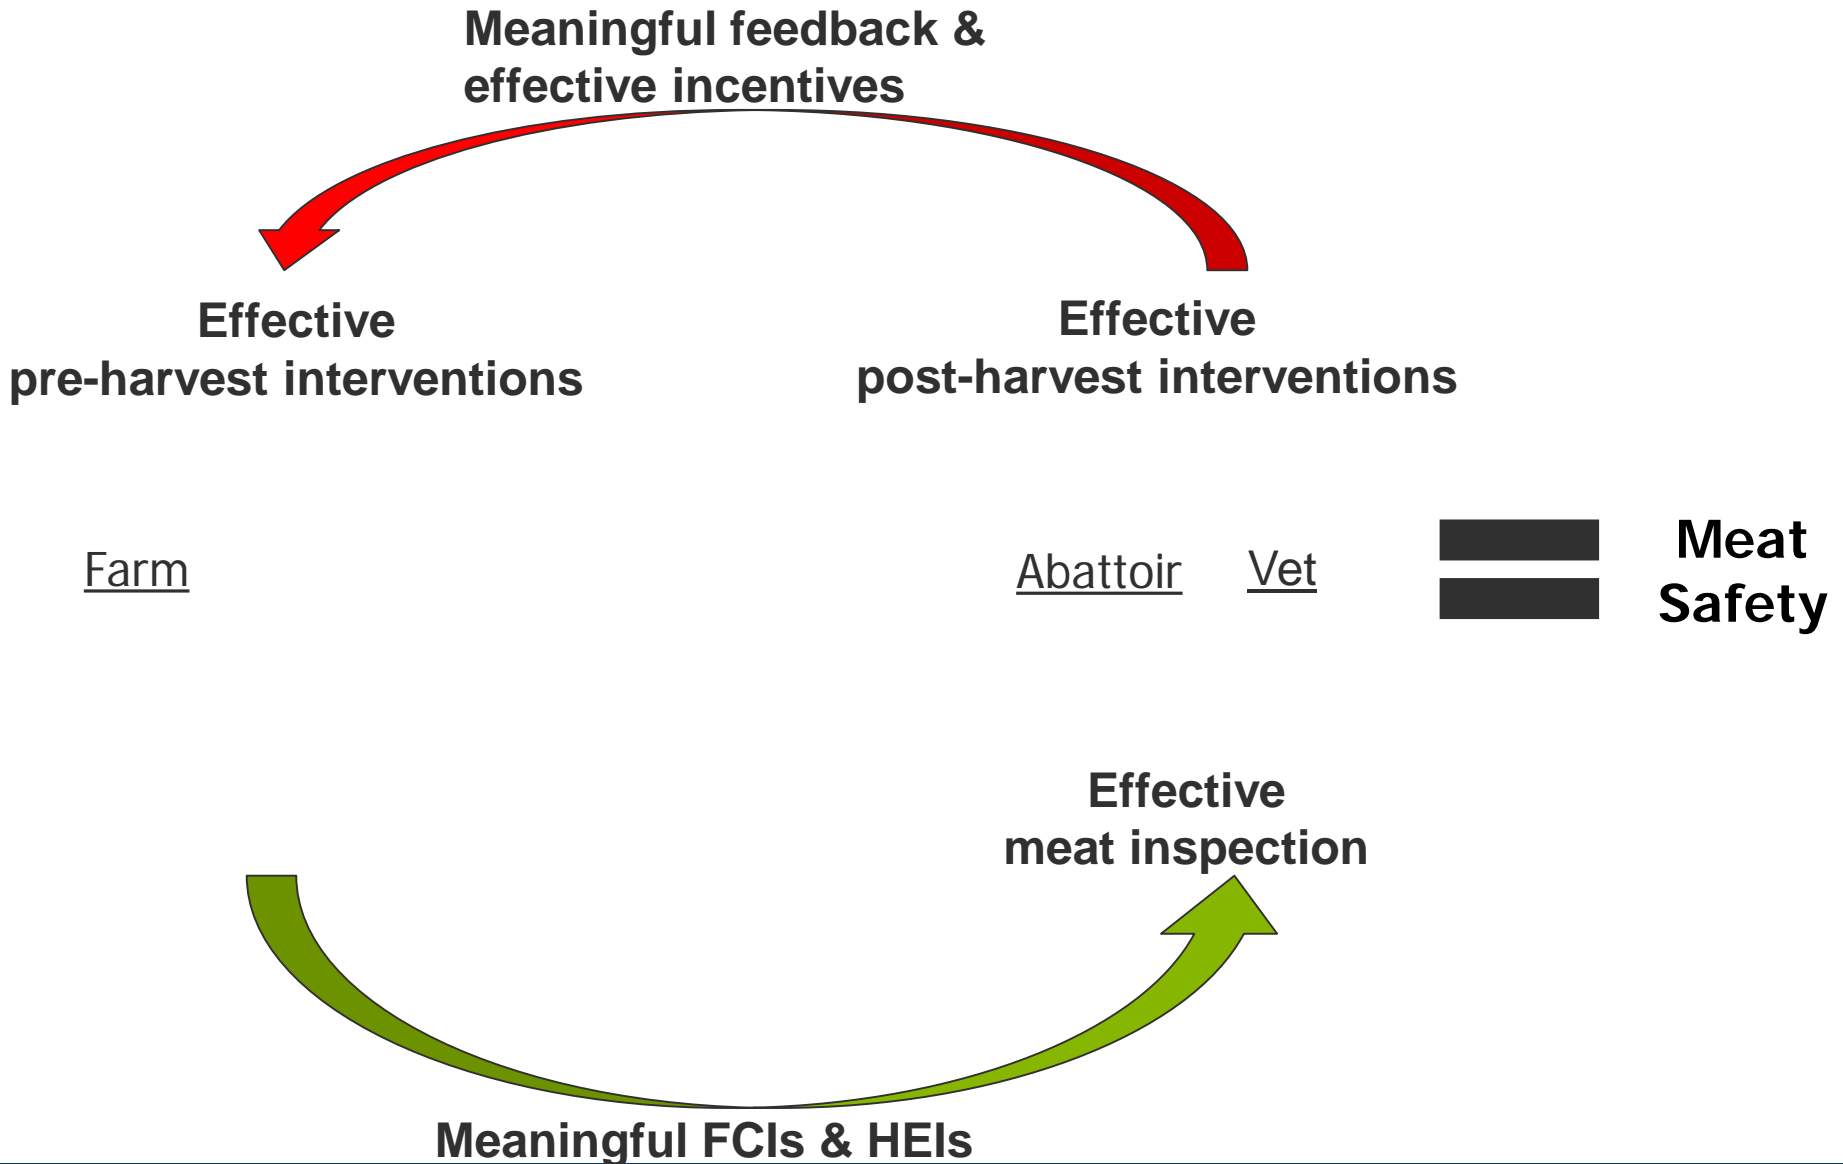 Meaningful feedback &
effective incentives
Effective
pre-harvest interventions
Effective
post-harvest interventions
Farm
Abattoir
Vet
Meat
Safety
Effective
meat inspection
Meaningful FCIs & HEIs